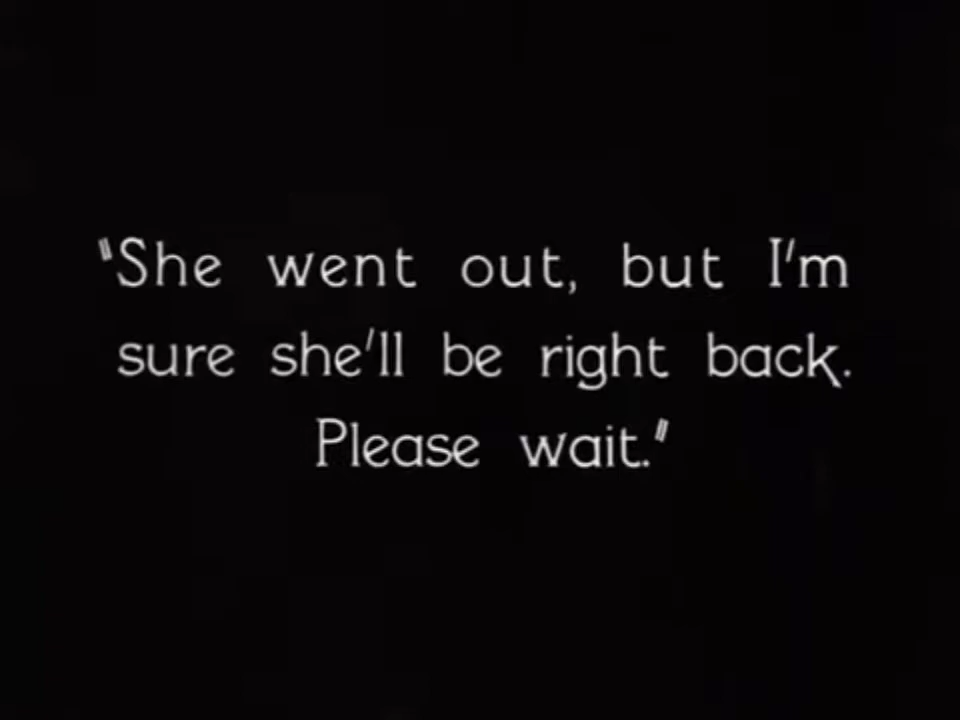 "She went out, but I'm
sure she'll be right back.
Please wait."